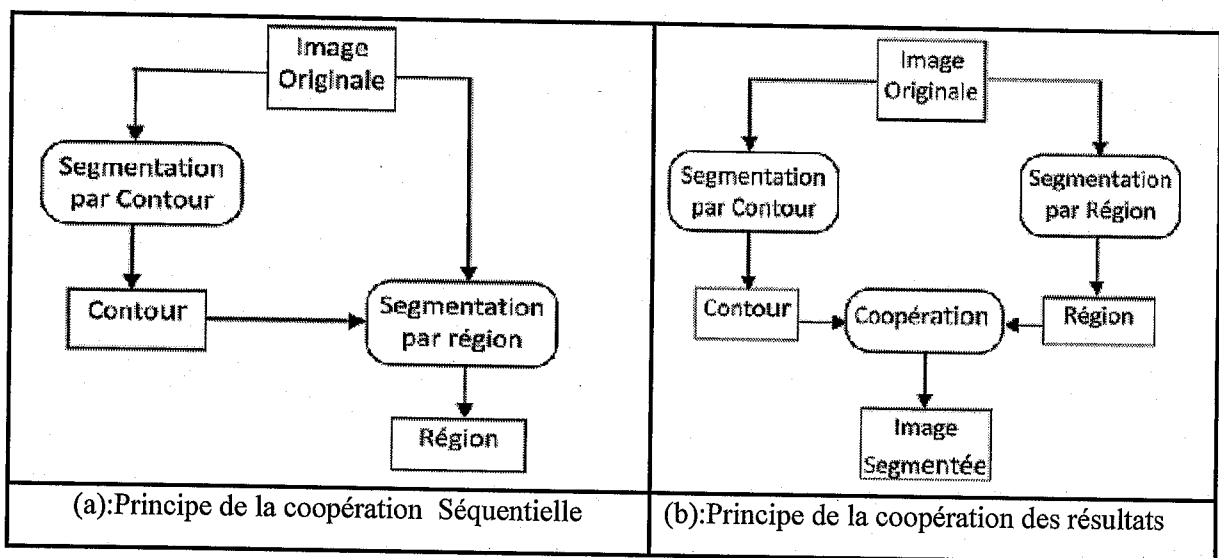 Image
Originale
Segmentation
par Contour
Contour
Segmentation
par région
Région
(a):Principe de la coopération Séquentielle
Image
Originale
Segmentation
par Contour
Segmentation
par Région
Contour
Coopération
Région
Image
Segmentée
(b):Principe de la coopération des résultats